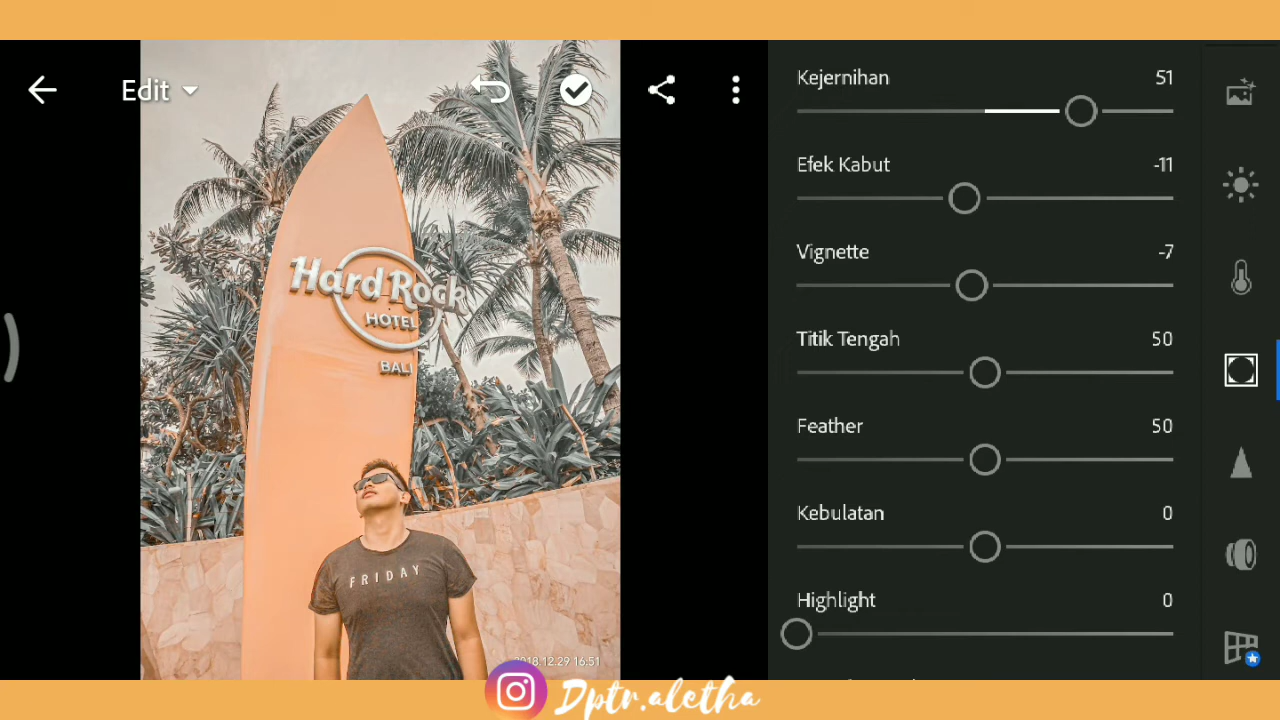 Edit
Kejernihan 51
Efek Kabut -11
Vignette -7
Titik Tengah 50
Feather 50
Kebulatan 0
Highlight 0
Hard Rock
HOTEL
BALI
FRIDAY
2018.12.29 16:51
Dptr.aletha